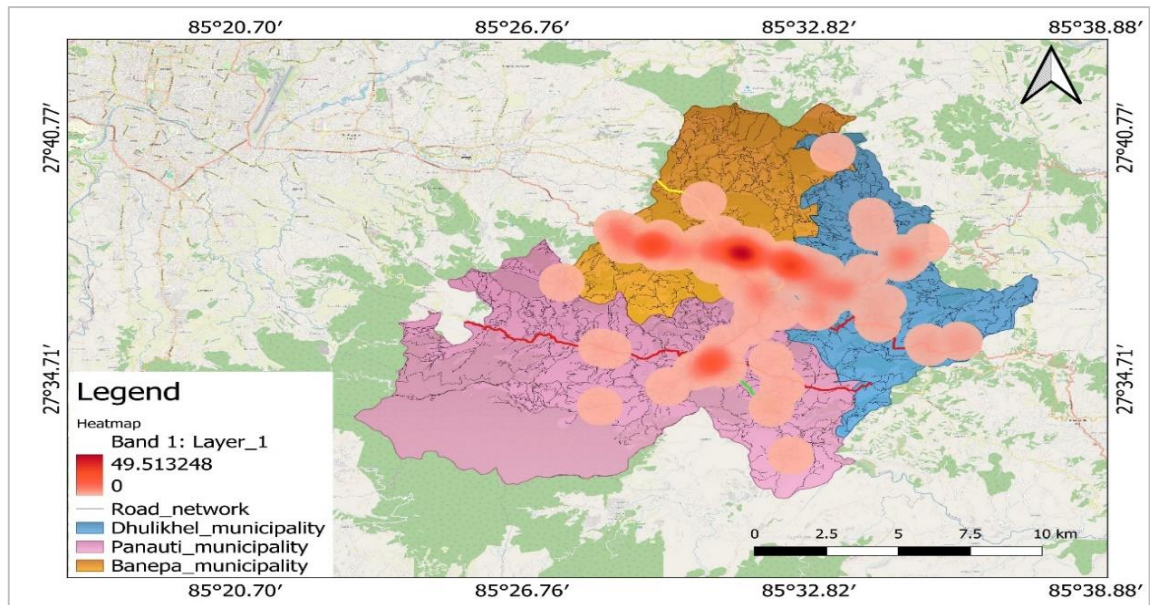 85°20.70′ 85°26.76′ 85°32.82′ 85°38.88′
27°40.77′ 27°40.77′
27°34.71′ 27°34.71′
Legend
Heatmap
Band 1: Layer_1
49.513248
0
Road_network
Dhulikhel_municipality
Panauti_municipality
Banepa_municipality
0 2.5 5 7.5 10 km
85°20.70′ 85°26.76′ 85°32.82′ 85°38.88′